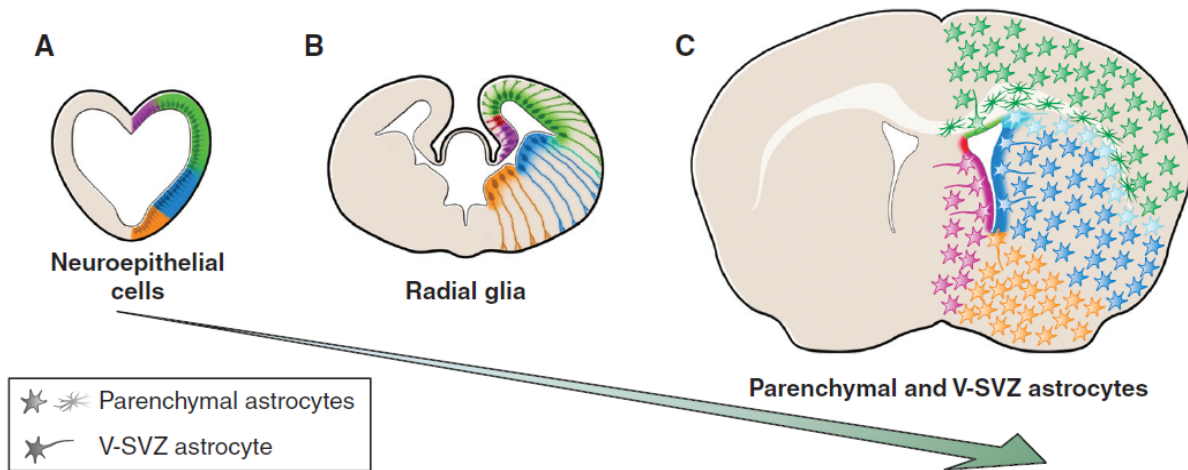 A
B
C
Neuroepithelial
cells
Radial glia
Parenchymal and V-SVZ astrocytes
Parenchymal astrocytes
V-SVZ astrocyte